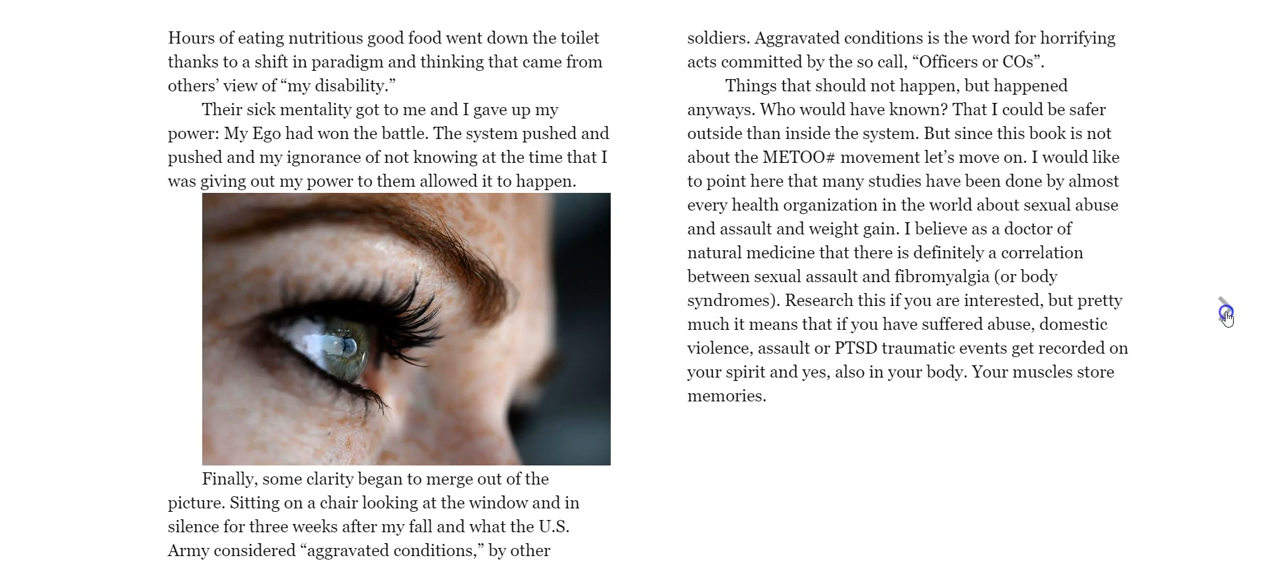 Hours of eating nutritious good food went down the toilet
thanks to a shift in paradigm and thinking that came from
others’ view of “my disability.”
Their sick mentality got to me and I gave up my
power: My Ego had won the battle. The system pushed and
pushed and my ignorance of not knowing at the time that I
was giving out my power to them allowed it to happen.
Finally, some clarity began to merge out of the
picture. Sitting on a chair looking at the window and in
silence for three weeks after my fall and what the U.S.
Army considered “aggravated conditions,” by other
soldiers. Aggravated conditions is the word for horrifying
acts committed by the so call, “Officers or COs”.
Things that should not happen, but happened
anyways. Who would have known? That I could be safer
outside than inside the system. But since this book is not
about the METOO# movement let’s move on. I would like
to point here that many studies have been done by almost
every health organization in the world about sexual abuse
and assault and weight gain. I believe as a doctor of
natural medicine that there is definitely a correlation
between sexual assault and fibromyalgia (or body
syndromes). Research this if you are interested, but pretty
much it means that if you have suffered abuse, domestic
violence, assault or PTSD traumatic events get recorded on
your spirit and yes, also in your body. Your muscles store
memories.